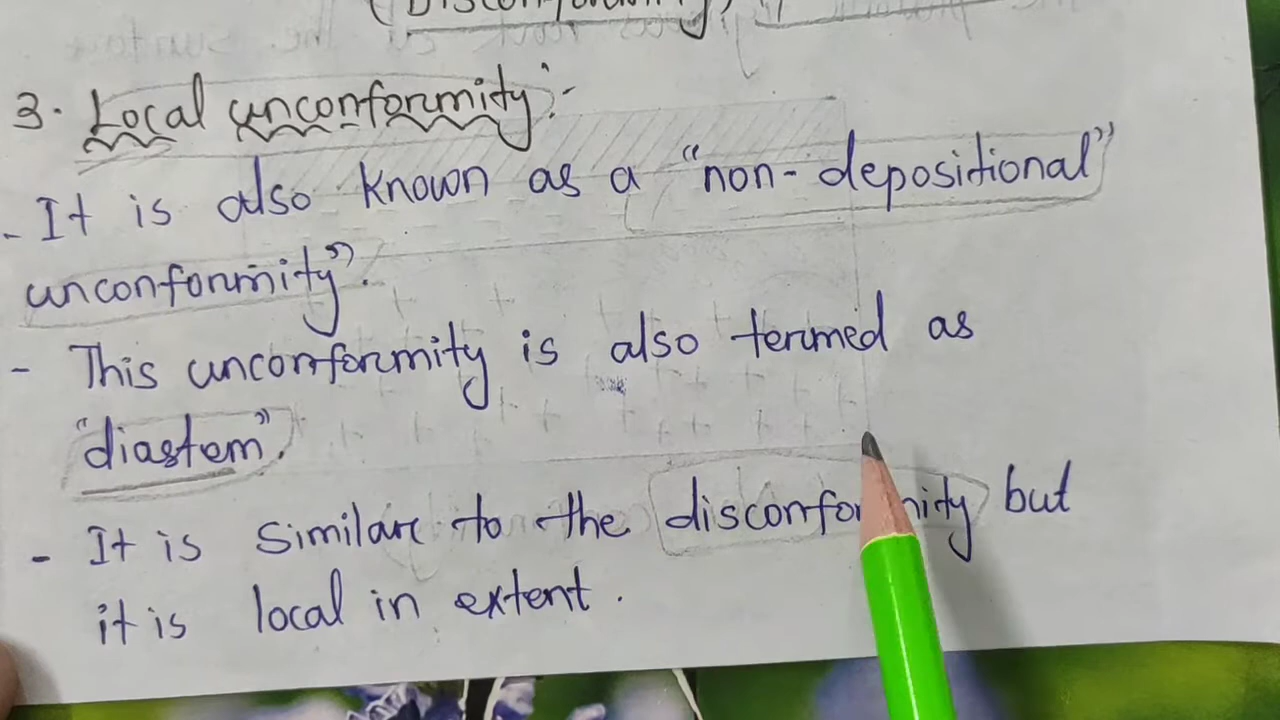 (Disconformity)
3. Local unconformity :-
- It is also known as a "non-depositional"
unconformity".
- This unconformity is also termed as
"diastem".
- It is similar to the disconformity but
it is local in extent.